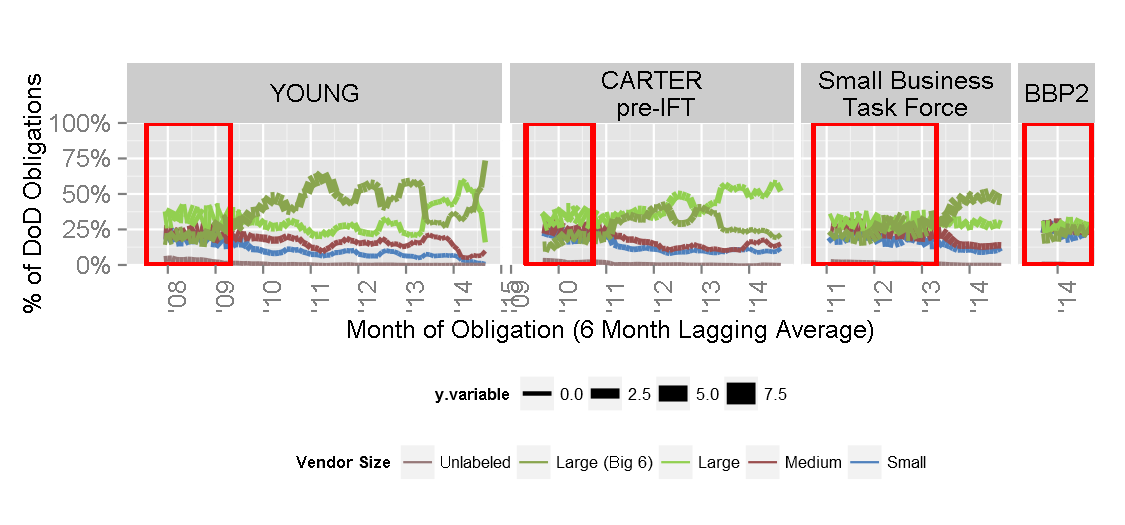 YOUNG
CARTER
pre-IFT
Small Business
Task Force
BBP2
% of DoD Obligations
100%
75%
50%
25%
0%
'08 '09 '10 '11 '12 '13 '14 '15 '09 '10 '11 '12 '13 '14 '11 '12 '13 '14 '14
Month of Obligation (6 Month Lagging Average)
y.variable 0.0 2.5 5.0 7.5
Vendor Size Unlabeled Large (Big 6) Large Medium Small